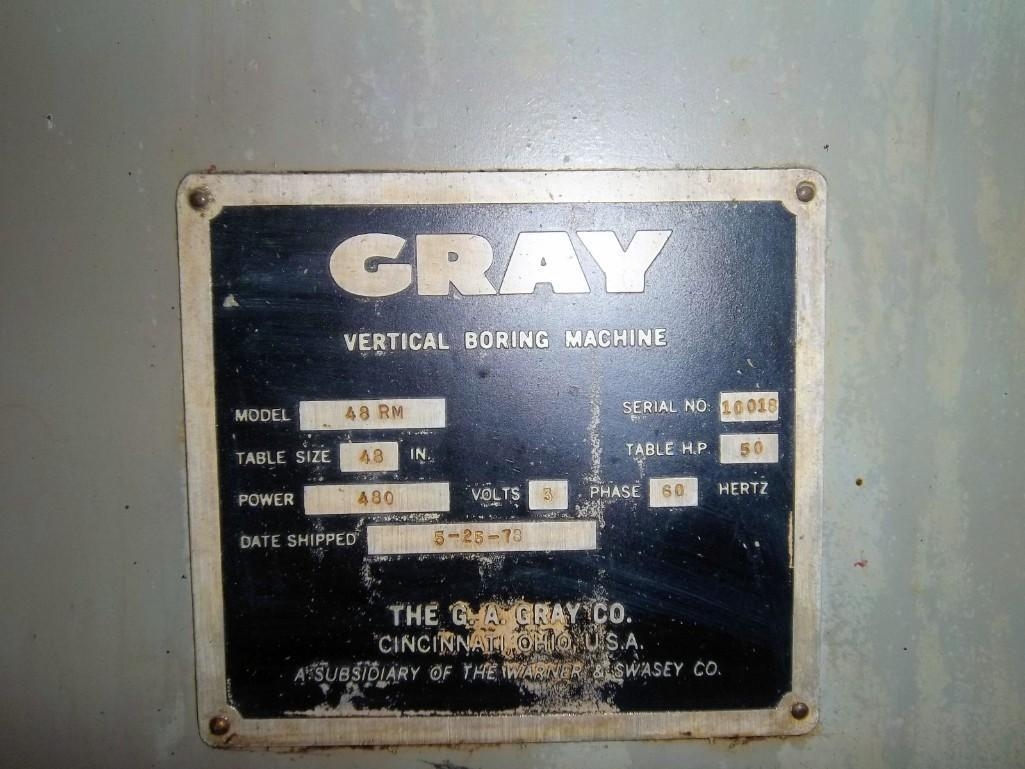 GRAY
VERTICAL BORING MACHINE
MODEL 48 RM SERIAL NO: 10018
TABLE SIZE 48 IN. TABLE H.P. 50
POWER 480 VOLTS 3 PHASE 60 HERTZ
DATE SHIPPED 5-25-78
THE G. A. GRAY CO.
CINCINNATI, OHIO, U.S.A.
A SUBSIDIARY OF THE WARNER & SWASEY CO.